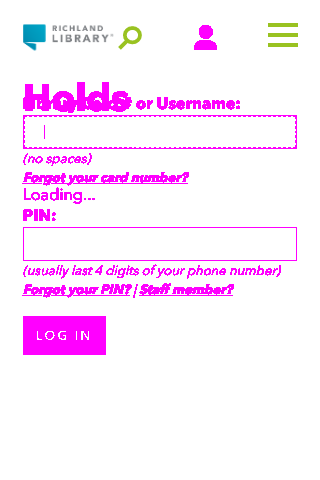 RICHLAND
LIBRARY
Holds
or Username:
(no spaces)
Forgot your card number?
Loading...
PIN:
(usually last 4 digits of your phone number)
Forgot your PIN? | Staff member?
LOG IN